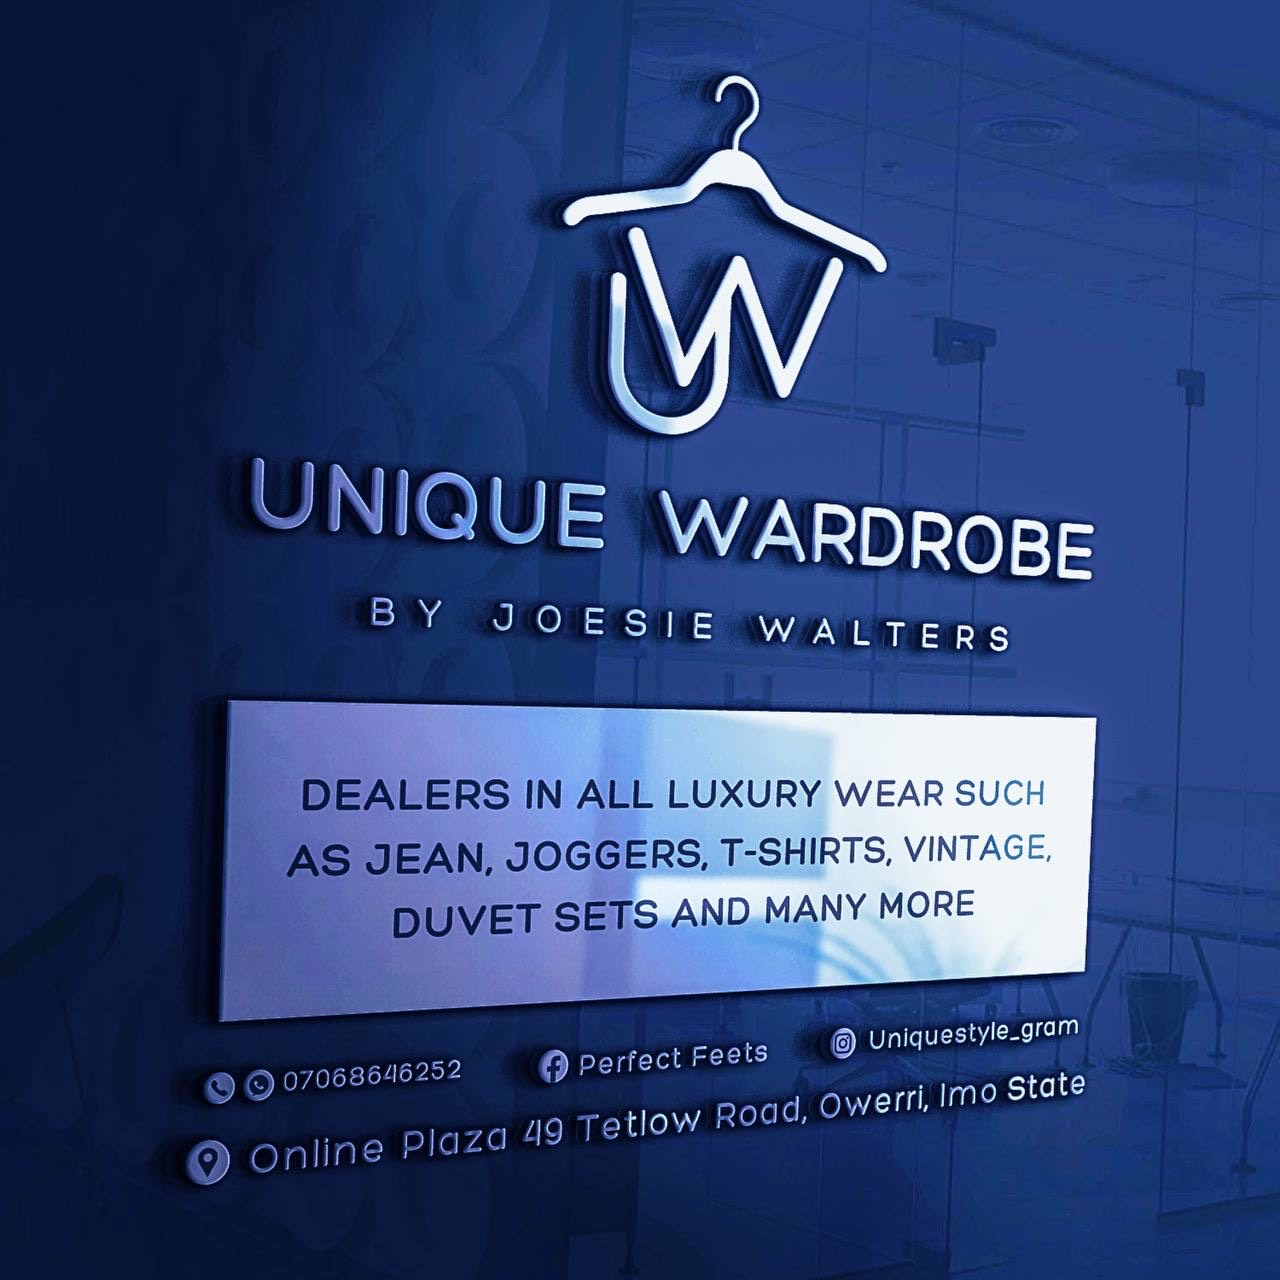 UW
UNIQUE WARDROBE
BY JOESIE WALTERS
DEALERS IN ALL LUXURY WEAR SUCH
AS JEAN, JOGGERS, T-SHIRTS, VINTAGE,
DUVET SETS AND MANY MORE
07068646252 Perfect Feets Uniquestyle_gram
Online Plaza 49 Tetlow Road, Owerri, Imo State